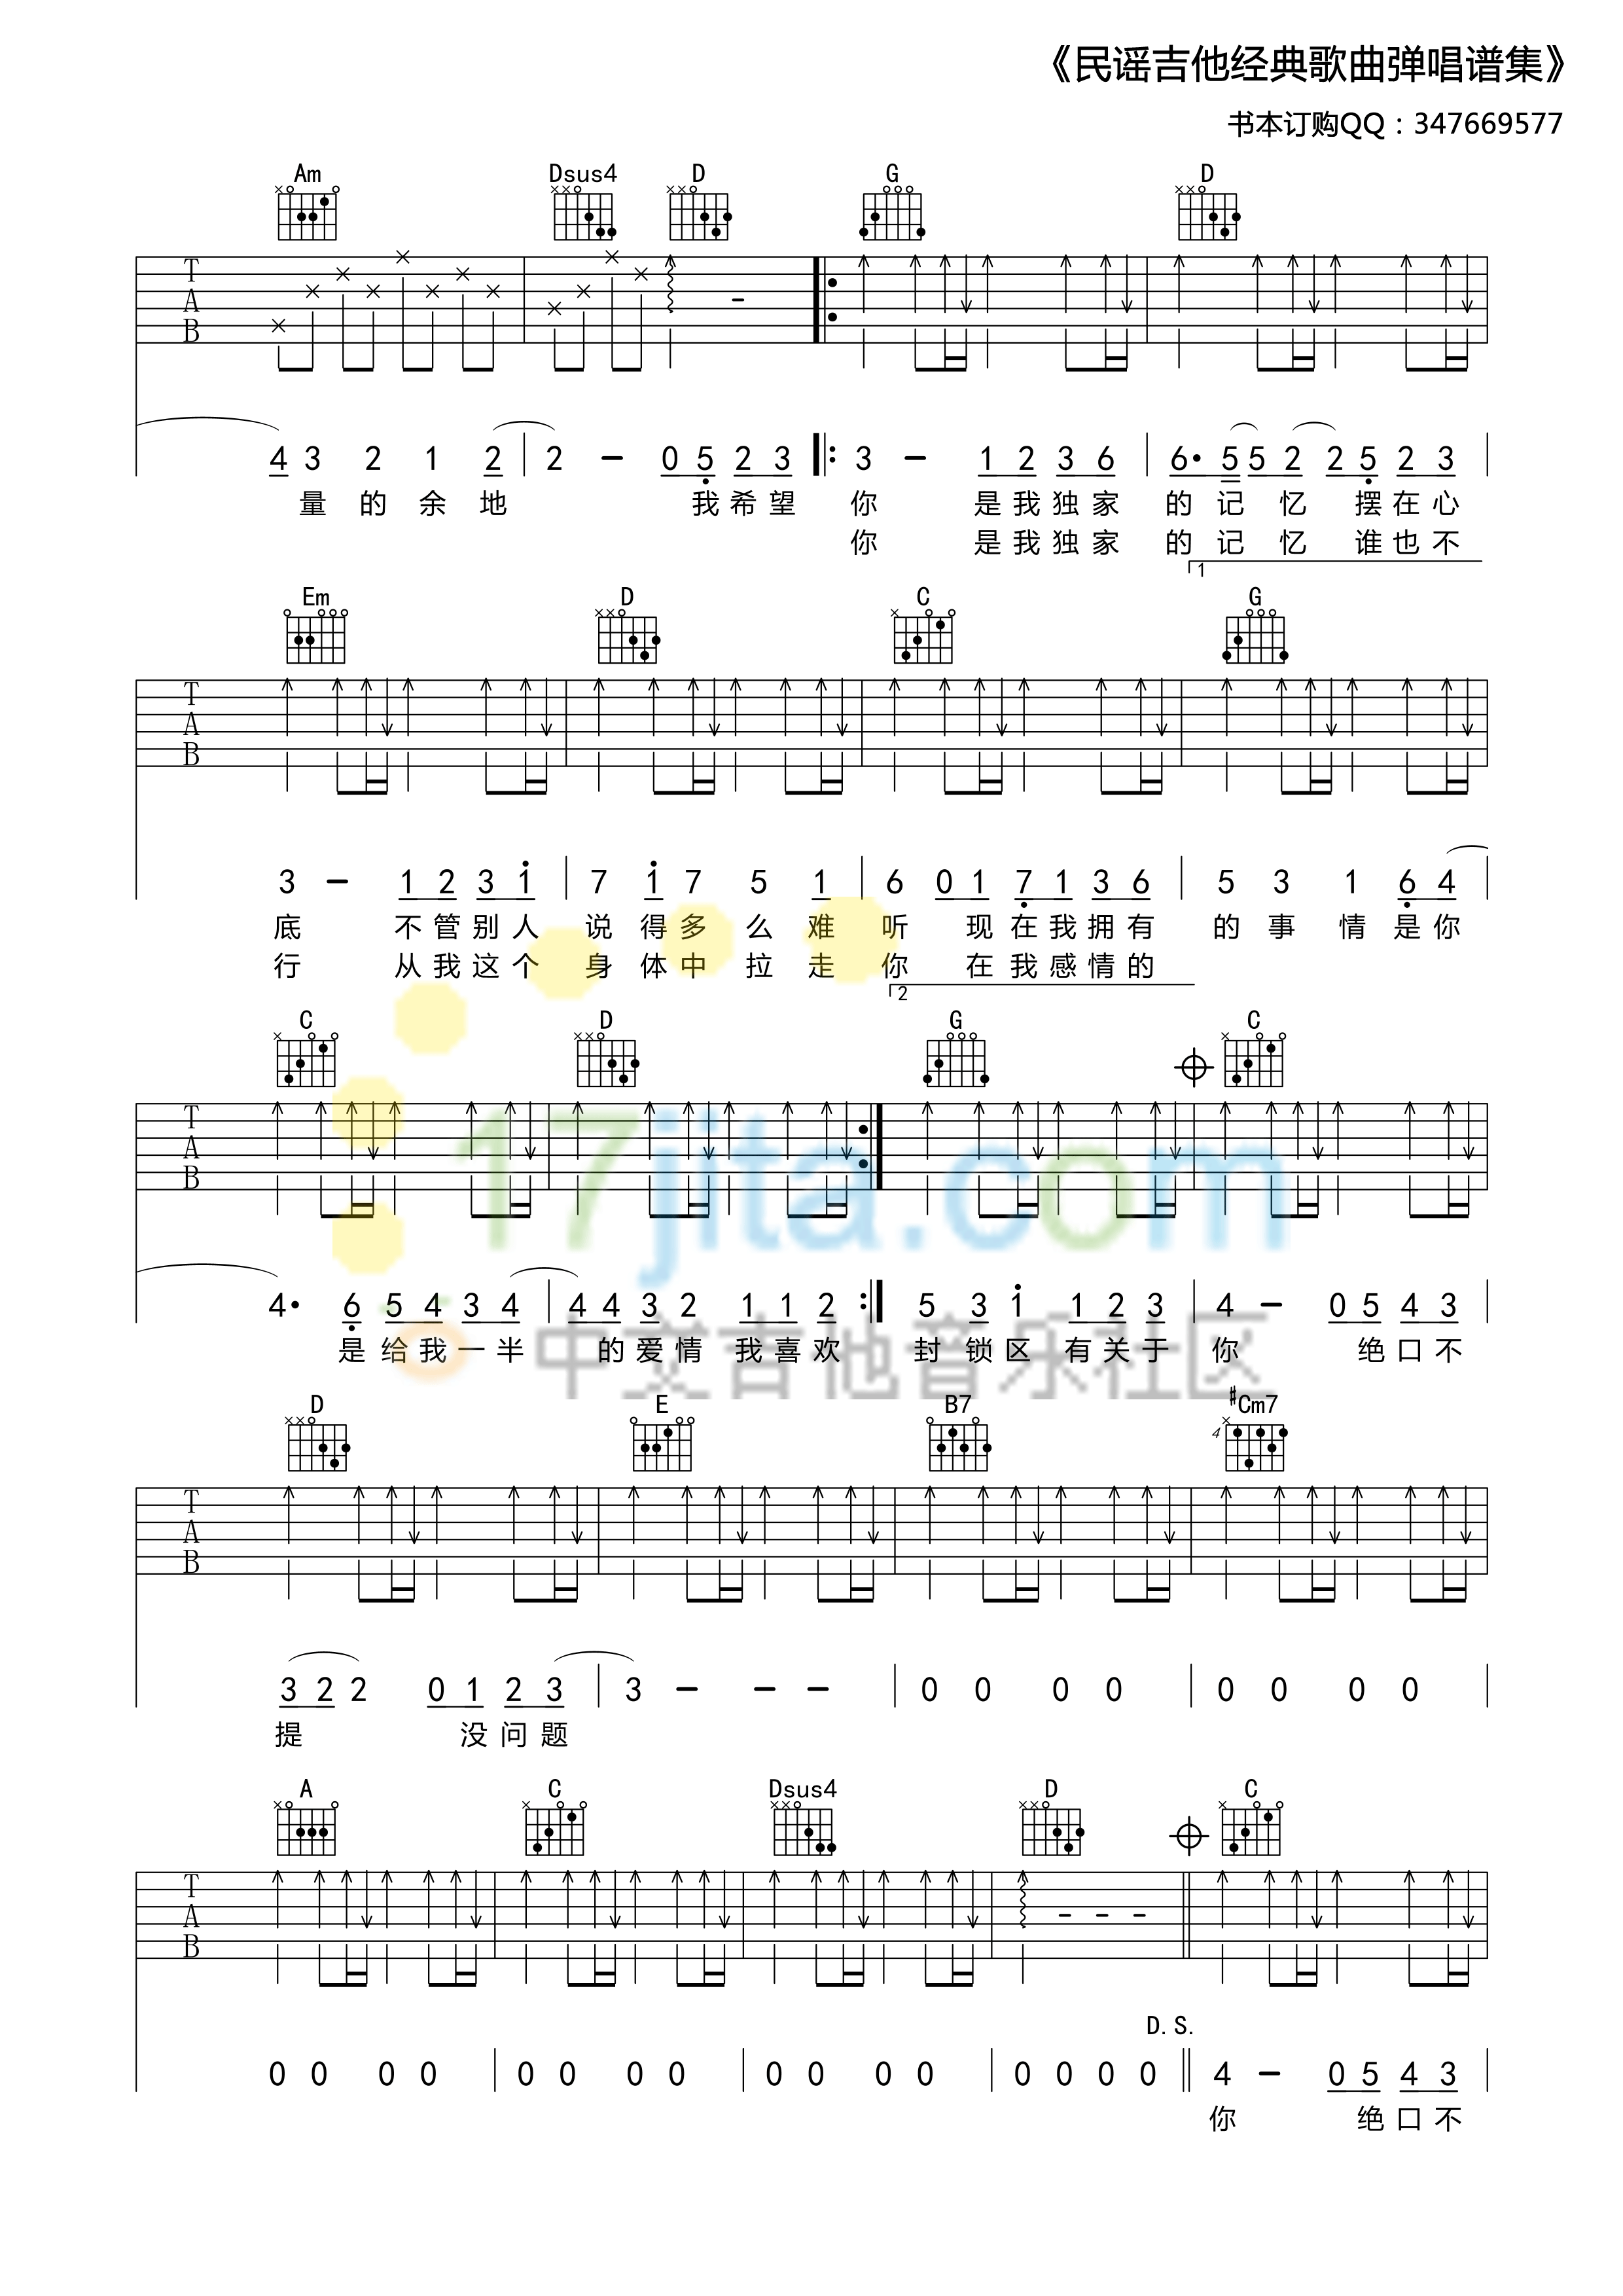 《民谣吉他经典歌曲弹唱谱集》
书本订购QQ：347669577
Am Dsus4 D G D
T
A
B
4 3 2 1 2 | 2 - 0 5 2 3 |: 3 - 1 2 3 6 | 6· 5 5 2 2 5 2 3 |
量 的 余 地 我 希 望 你 是 我 独 家 的 记 忆 摆 在 心
你 是 我 独 家 的 记 忆 谁 也 不
1
Em D C G
T
A
B
3 - 1 2 3 1 | 7 1 7 5 1 | 6 0 1 7 1 3 6 | 5 3 1 6 4 |
底 不 管 别 人 说 得 多 么 难 听 现 在 我 拥 有 的 事 情 是 你
行 从 我 这 个 身 体 中 拉 走 你 在 我 感 情 的
2
C D G C
T
A
B
17jita.com
4· 6 5 4 3 4 | 4 4 3 2 1 1 2 :| 5 3 1 1 2 3 | 4 - 0 5 4 3 |
是 给 我 一 半 的 爱 情 我 喜 欢 封 锁 区 有 关 于 你 绝 口 不
中文吉他音乐社区
D E B7 #Cm7
4
T
A
B
3 2 2 0 1 2 3 | 3 - - - | 0 0 0 0 | 0 0 0 0 |
提 没 问 题
A C Dsus4 D C
T
A
B
D.S.
0 0 0 0 | 0 0 0 0 | 0 0 0 0 | 0 0 0 0 || 4 - 0 5 4 3 |
你 绝 口 不